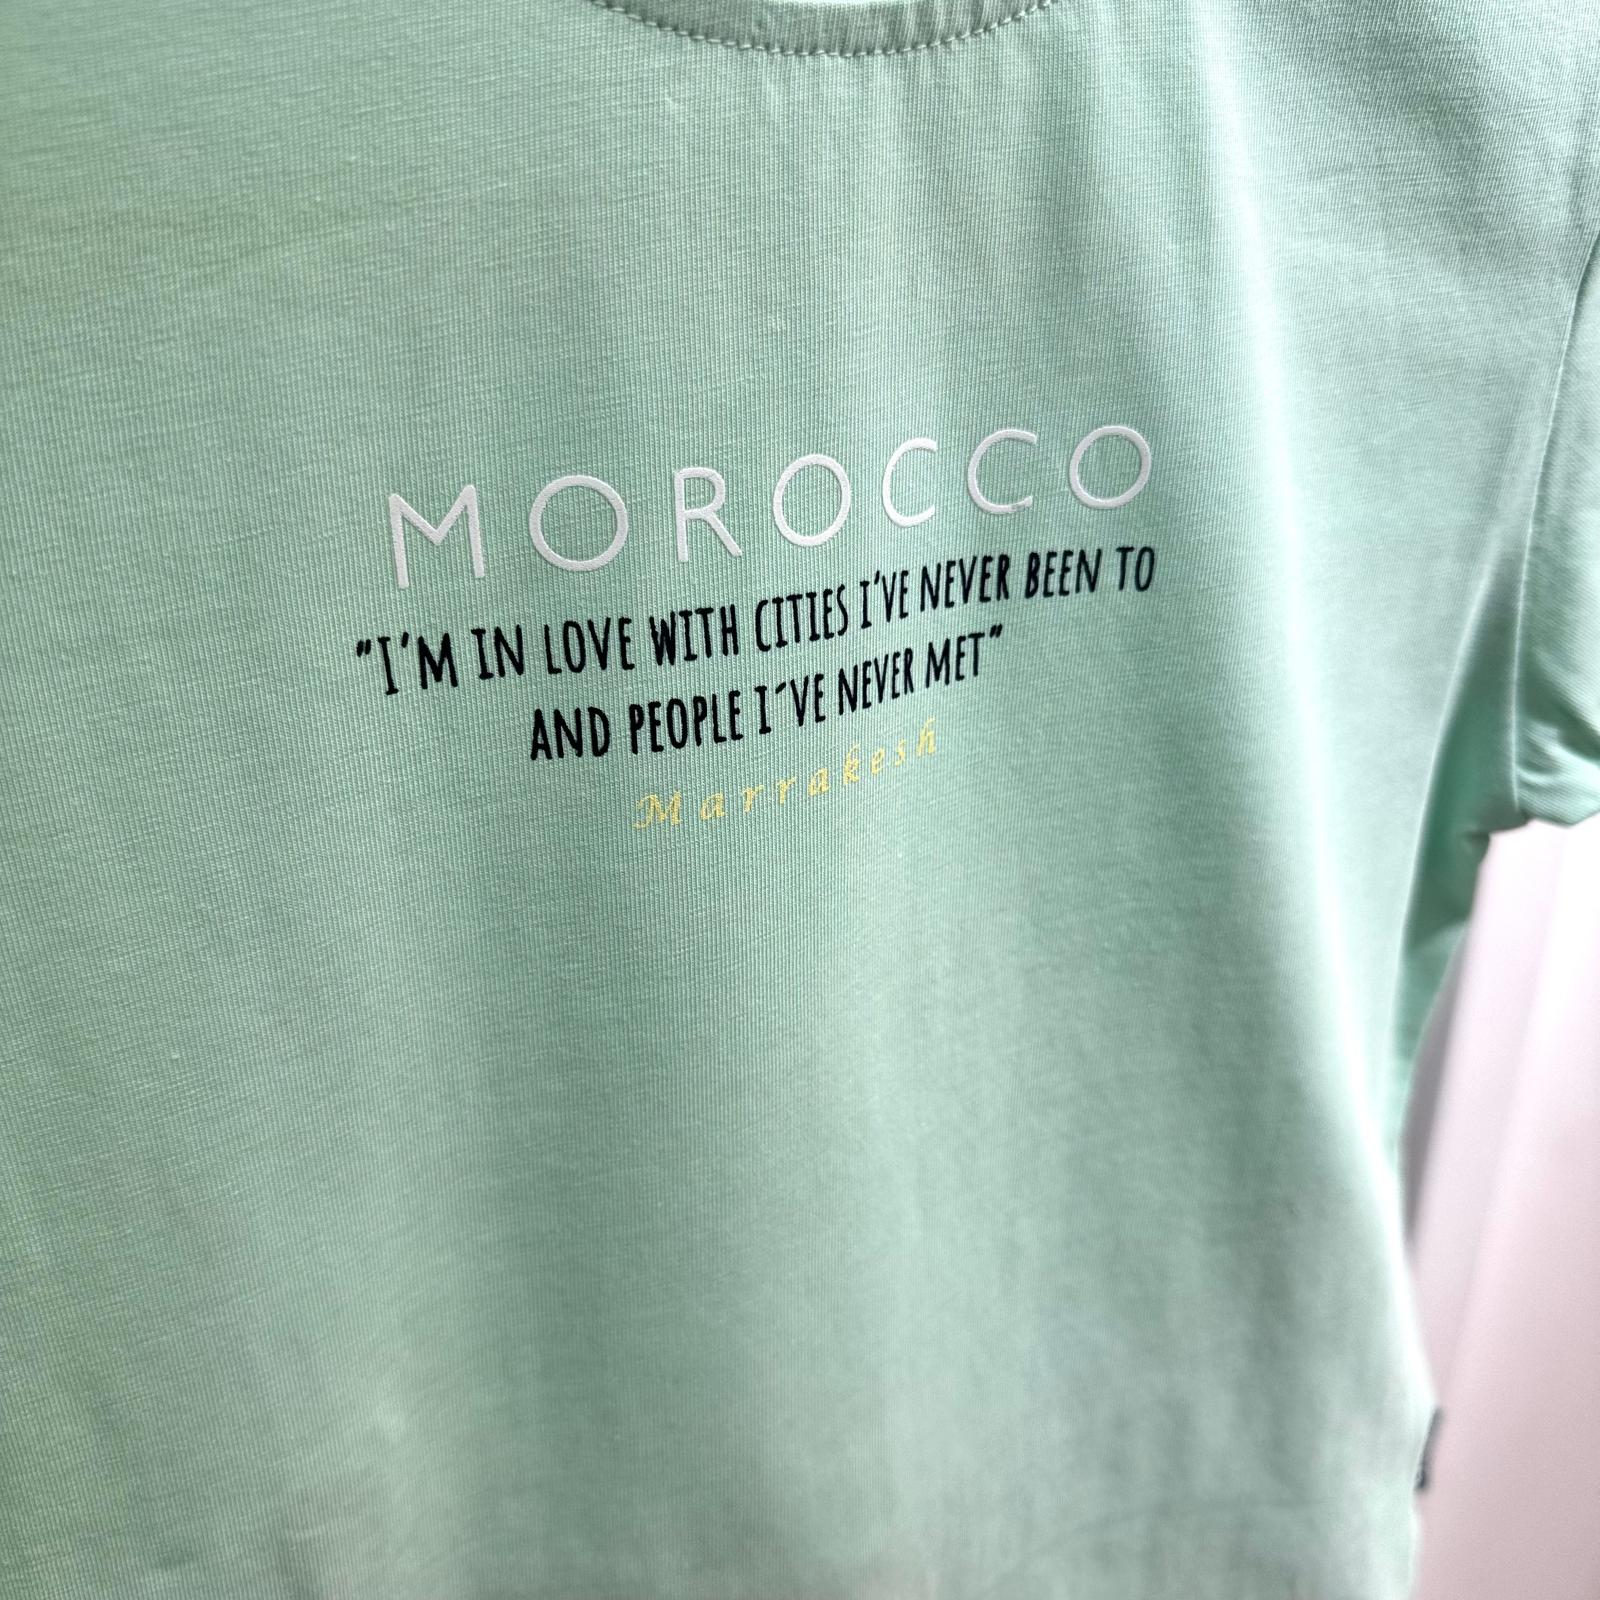 MOROCCO
"I'M IN LOVE WITH CITIES I'VE NEVER BEEN TO
AND PEOPLE I´VE NEVER MET"
Marrakesh